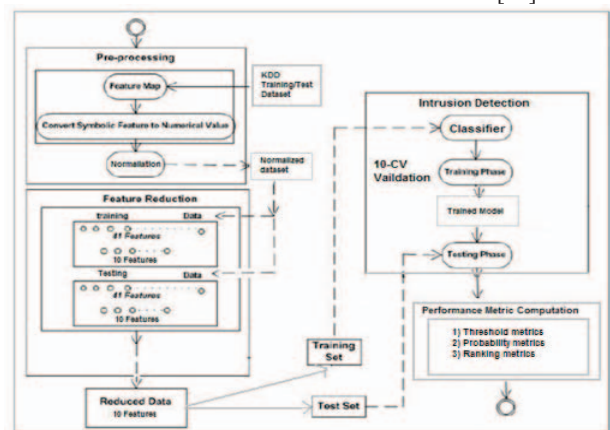 Pre-processing
Feature Map
KDD
Training/Test
Dataset
Convert Symbolic Feature to Numerical Value
Normaliation
Normalized
dataset
Feature Reduction
training Data
41 Features
10 Features
Testing Data
41 Features
10 Features
Reduced Data
10 Features
Training
Set
Test Set
Intrusion Detection
Classifier
10-CV
Vaildation
Training Phase
Trained Model
Testing Phase
Performance Metric Computation
1) Threshold metrics
2) Probability metrics
3) Ranking metrics